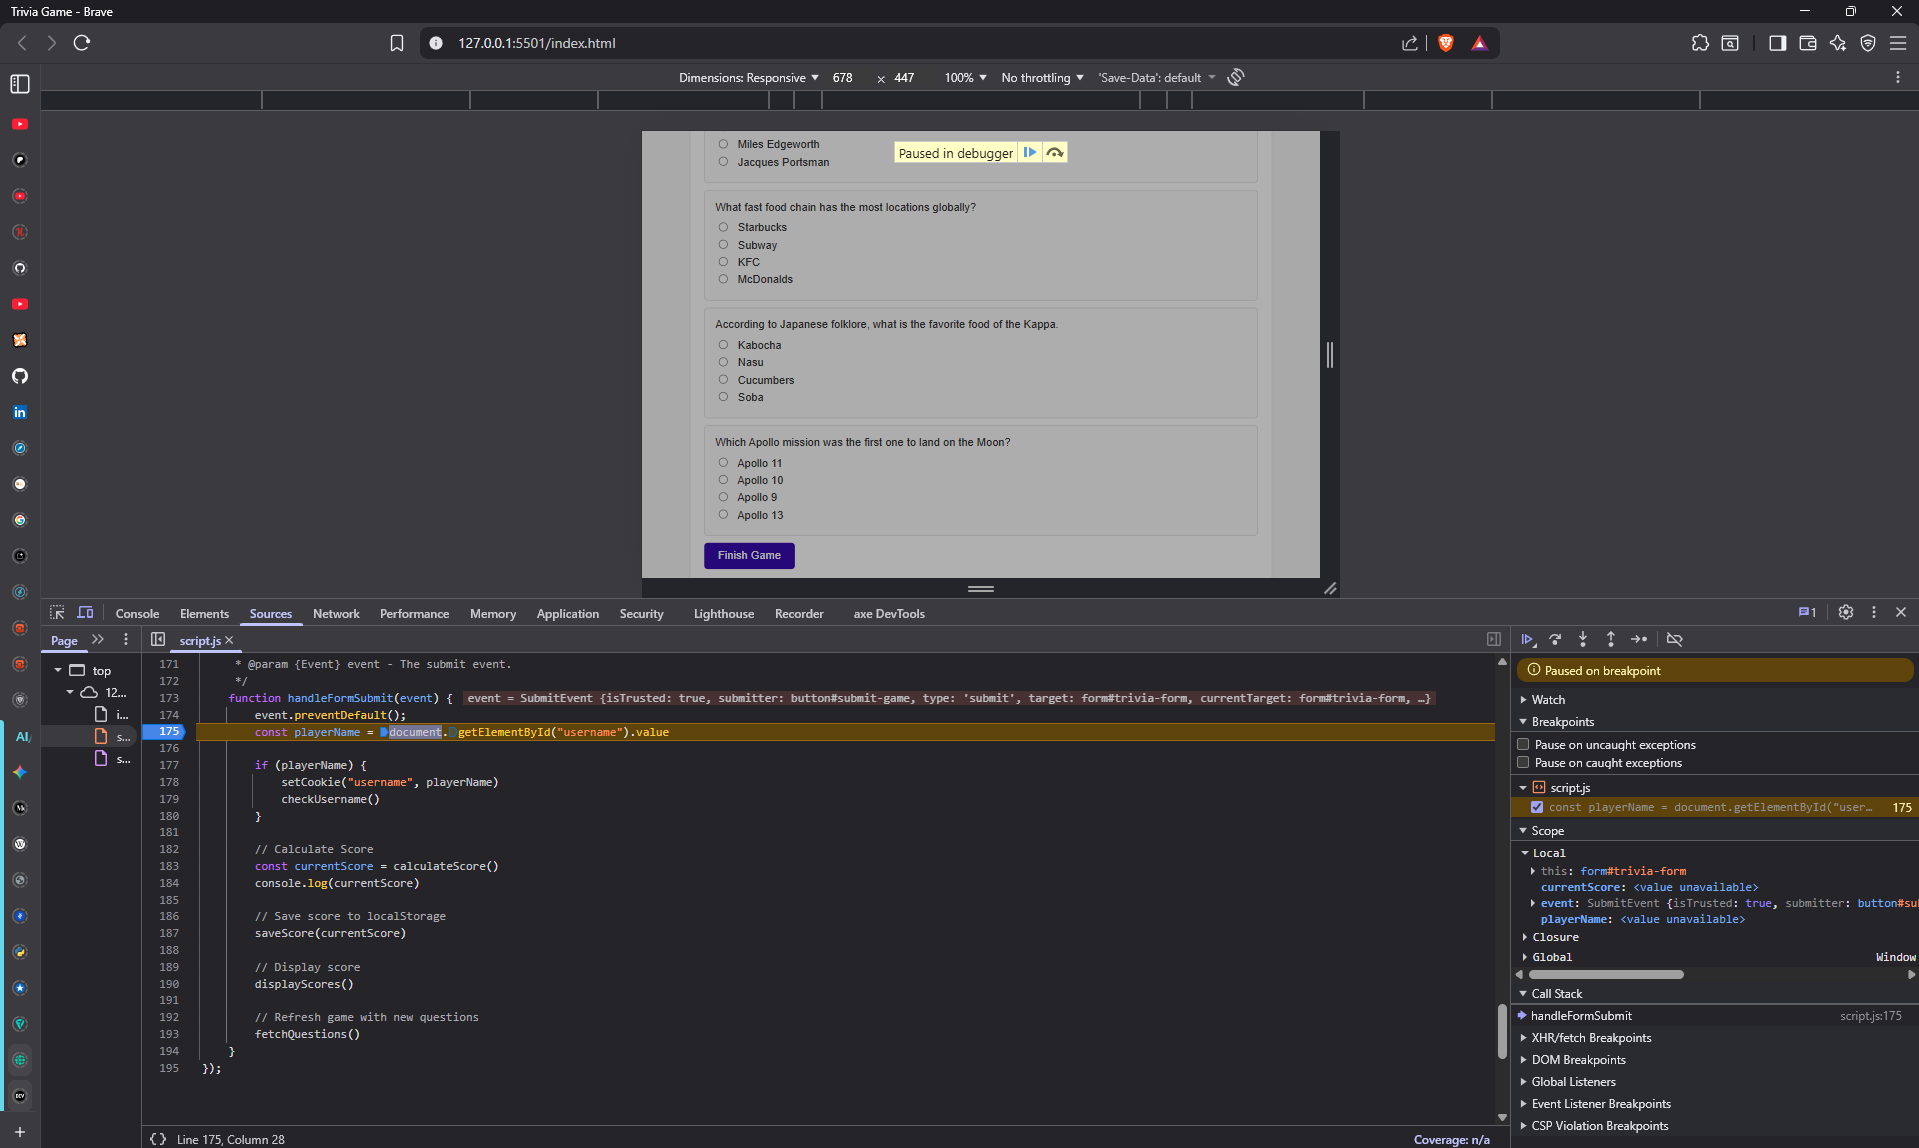 Trivia Game - Brave
127.0.0.1:5501/index.html
Dimensions: Responsive 678 × 447 100% No throttling 'Save-Data': default
Miles Edgeworth
Jacques Portsman
Paused in debugger
What fast food chain has the most locations globally?
Starbucks
Subway
KFC
McDonalds
According to Japanese folklore, what is the favorite food of the Kappa.
Kabocha
Nasu
Cucumbers
Soba
Which Apollo mission was the first one to land on the Moon?
Apollo 11
Apollo 10
Apollo 9
Apollo 13
Finish Game
Console Elements Sources Network Performance Memory Application Security Lighthouse Recorder axe DevTools 1
Page script.js
top
12...
i...
s...
s...
171 * @param {Event} event - The submit event.
172 */
173 function handleFormSubmit(event) { event = SubmitEvent {isTrusted: true, submitter: button#submit-game, type: 'submit', target: form#trivia-form, currentTarget: form#trivia-form, …}
174 event.preventDefault();
175 const playerName = document.getElementById("username").value
176
177 if (playerName) {
178 setCookie("username", playerName)
179 checkUsername()
180 }
181
182 // Calculate Score
183 const currentScore = calculateScore()
184 console.log(currentScore)
185
186 // Save score to localStorage
187 saveScore(currentScore)
188
189 // Display score
190 displayScores()
191
192 // Refresh game with new questions
193 fetchQuestions()
194 }
195 });
{} Line 175, Column 28
Coverage: n/a
Paused on breakpoint
Watch
Breakpoints
Pause on uncaught exceptions
Pause on caught exceptions
script.js
const playerName = document.getElementById("user… 175
Scope
Local
this: form#trivia-form
currentScore: <value unavailable>
event: SubmitEvent {isTrusted: true, submitter: button#su
playerName: <value unavailable>
Closure
Global Window
Call Stack
handleFormSubmit script.js:175
XHR/fetch Breakpoints
DOM Breakpoints
Global Listeners
Event Listener Breakpoints
CSP Violation Breakpoints
in
AI